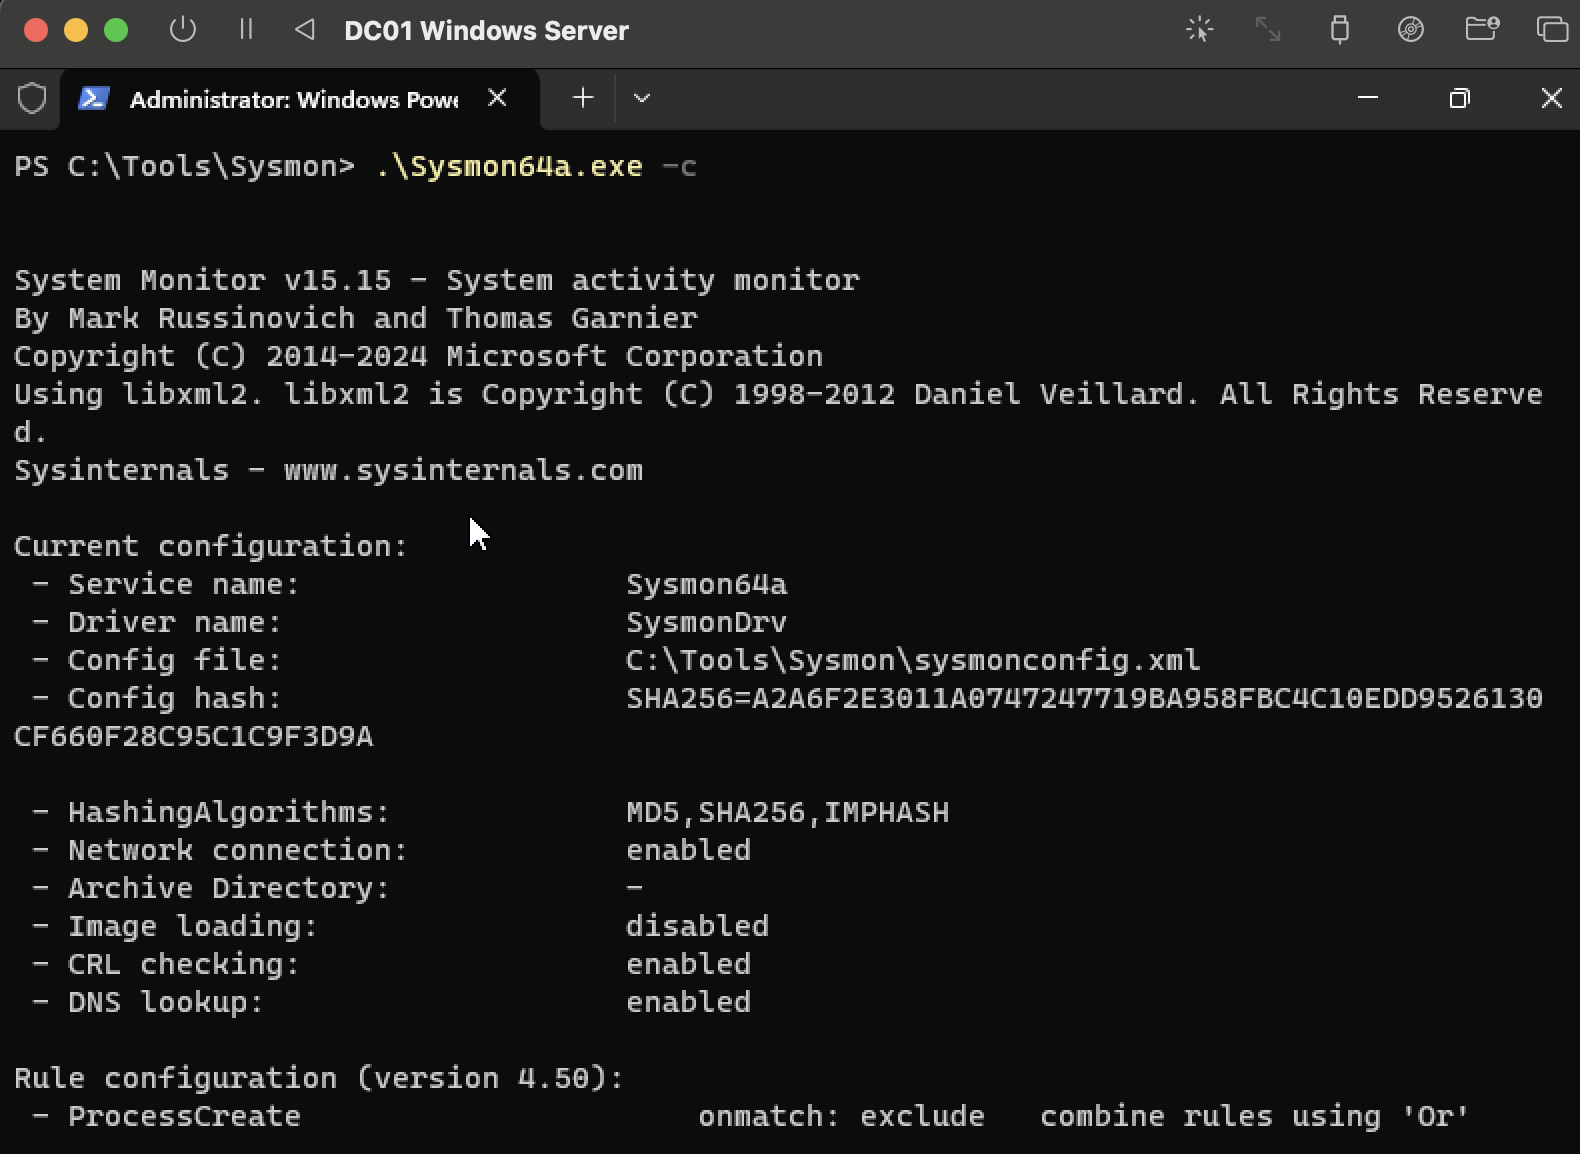 DC01 Windows Server
Administrator: Windows Powe
PS C:\Tools\Sysmon> .\Sysmon64a.exe -c
System Monitor v15.15 - System activity monitor
By Mark Russinovich and Thomas Garnier
Copyright (C) 2014-2024 Microsoft Corporation
Using libxml2. libxml2 is Copyright (C) 1998-2012 Daniel Veillard. All Rights Reserve
d.
Sysinternals - www.sysinternals.com
Current configuration:
- Service name: Sysmon64a
- Driver name: SysmonDrv
- Config file: C:\Tools\Sysmon\sysmonconfig.xml
- Config hash: SHA256=A2A6F2E3011A0747247719BA958FBC4C10EDD9526130
CF660F28C95C1C9F3D9A
- HashingAlgorithms: MD5,SHA256,IMPHASH
- Network connection: enabled
- Archive Directory: -
- Image loading: disabled
- CRL checking: enabled
- DNS lookup: enabled
Rule configuration (version 4.50):
- ProcessCreate onmatch: exclude combine rules using 'Or'